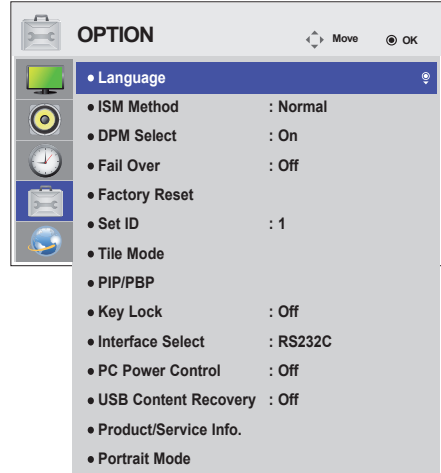 OPTION Move OK
● Language
● ISM Method : Normal
● DPM Select : On
● Fail Over : Off
● Factory Reset
● Set ID : 1
● Tile Mode
● PIP/PBP
● Key Lock : Off
● Interface Select : RS232C
● PC Power Control : Off
● USB Content Recovery : Off
● Product/Service Info.
● Portrait Mode